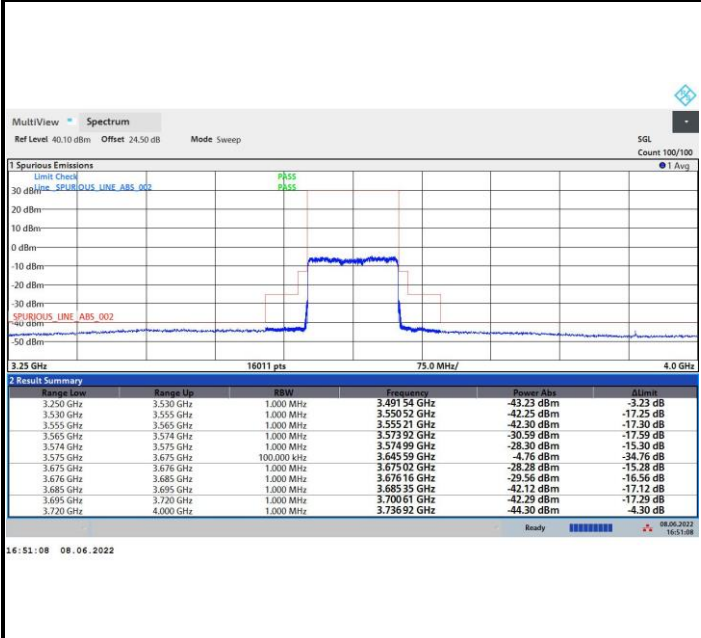 MultiView Spectrum
Ref Level 40.10 dBm Offset 24.50 dB Mode Sweep SGL
Count 100/100
1 Spurious Emissions 1 Avg
Limit Check PASS
Line _SPURIOUS_LINE_ABS_002 PASS
30 dBm
20 dBm
10 dBm
0 dBm
-10 dBm
-20 dBm
-30 dBm
_SPURIOUS_LINE_ABS_002
-40 dBm
-50 dBm
3.25 GHz 16011 pts 75.0 MHz/ 4.0 GHz
2 Result Summary
Range Low Range Up RBW Frequency Power Abs ΔLimit
3.250 GHz 3.530 GHz 1.000 MHz 3.491 54 GHz -43.23 dBm -3.23 dB
3.530 GHz 3.555 GHz 1.000 MHz 3.550 52 GHz -42.25 dBm -17.25 dB
3.555 GHz 3.565 GHz 1.000 MHz 3.555 21 GHz -42.30 dBm -17.30 dB
3.565 GHz 3.574 GHz 1.000 MHz 3.573 92 GHz -30.59 dBm -17.59 dB
3.574 GHz 3.575 GHz 1.000 MHz 3.574 99 GHz -28.30 dBm -15.30 dB
3.575 GHz 3.675 GHz 100.000 kHz 3.645 59 GHz -4.76 dBm -34.76 dB
3.675 GHz 3.676 GHz 1.000 MHz 3.675 02 GHz -28.28 dBm -15.28 dB
3.676 GHz 3.685 GHz 1.000 MHz 3.676 16 GHz -29.56 dBm -16.56 dB
3.685 GHz 3.695 GHz 1.000 MHz 3.685 35 GHz -42.12 dBm -17.12 dB
3.695 GHz 3.720 GHz 1.000 MHz 3.700 61 GHz -42.29 dBm -17.29 dB
3.720 GHz 4.000 GHz 1.000 MHz 3.736 92 GHz -44.30 dBm -4.30 dB
Ready 08.06.2022
16:51:08
16:51:08 08.06.2022